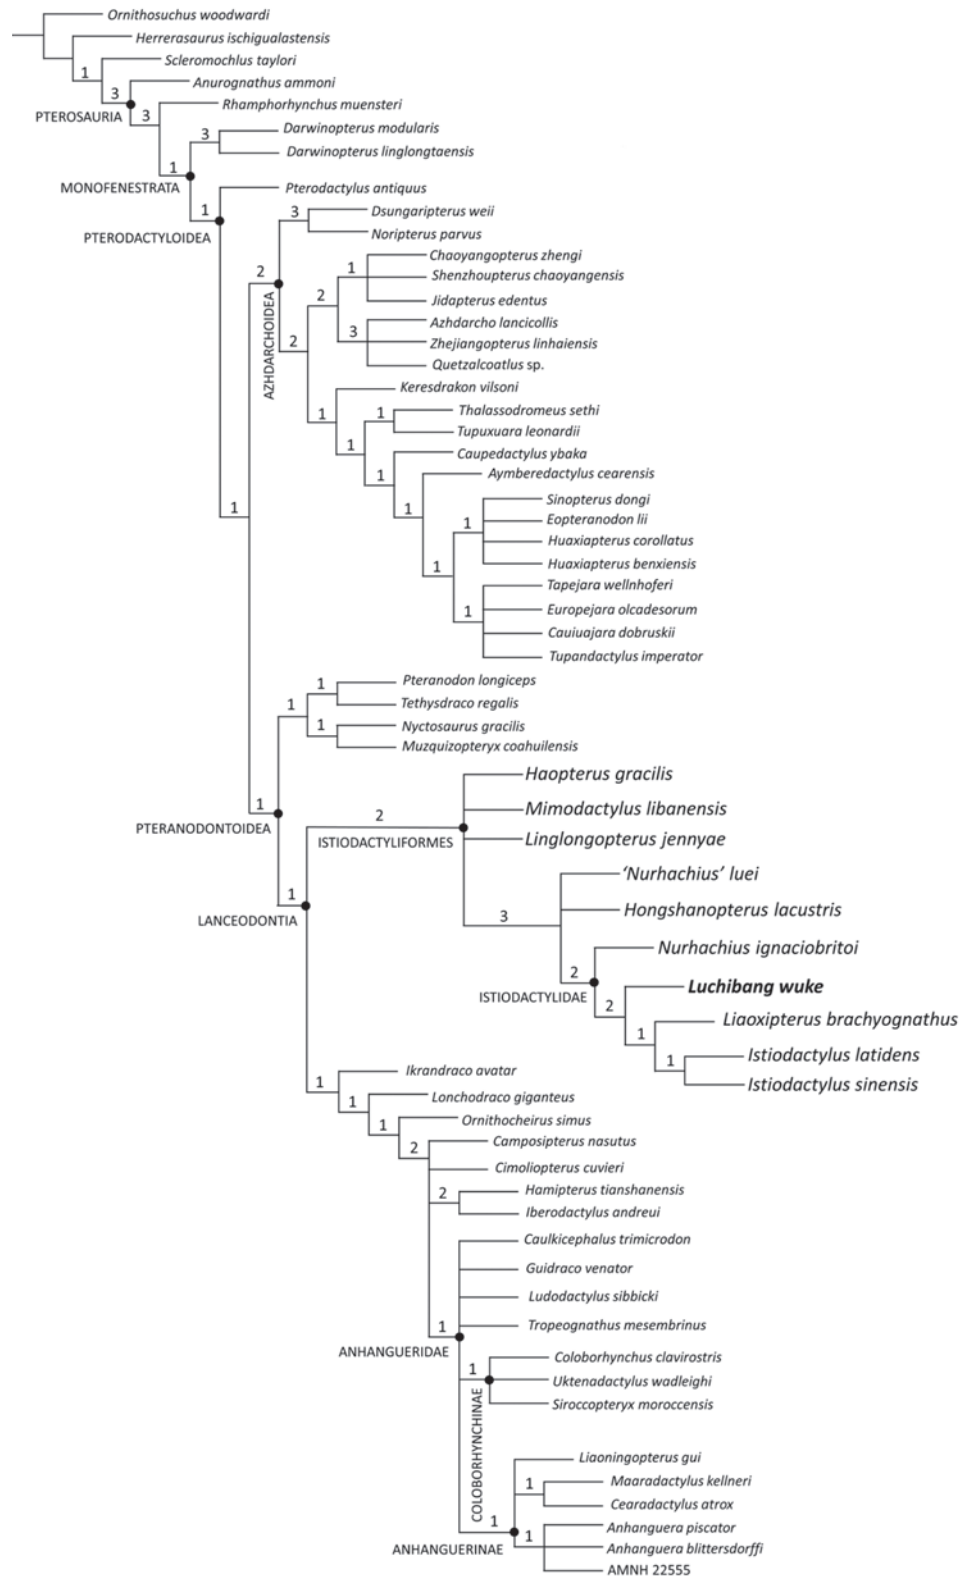 Ornithosuchus woodwardi
Herrerasaurus ischigualastensis
Scleromochlus taylori
1
Anurognathus ammoni
3
Rhamphorhynchus muensteri
PTEROSAURIA
3
Darwinopterus modularis
3
Darwinopterus linglongtaensis
1
MONOFENESTRATA
Pterodactylus antiquus
1
PTERODACTYLOIDEA
Dsungaripterus weii
3
Noripterus parvus
Chaoyangopterus zhengi
2
1
Shenzhoupterus chaoyangensis
AZHDARCHOIDEA
2
Jidapterus edentus
Azhdarcho lancicollis
3
2
Zhejiangopterus linhaiensis
Quetzalcoatlus sp.
Keresdrakon vilsoni
1
Thalassodromeus sethi
1
Tupuxuara leonardii
1
Caupedactylus ybaka
Aymberedactylus cearensis
1
Sinopterus dongi
1
1
Eopteranodon lii
1
Huaxiapterus corollatus
Huaxiapterus benxiensis
1
Tapejara wellnhoferi
1
Europejara olcadesorum
Cauiuajara dobruskii
Tupandactylus imperator
Pteranodon longiceps
1
Tethysdraco regalis
1
Nyctosaurus gracilis
1
Muzquizopteryx coahuilensis
Haopterus gracilis
1
Mimodactylus libanensis
2
PTERANODONTOIDEA
Linglongopterus jennyae
ISTIODACTYLIFORMES
‘Nurhachius’ luei
1
Hongshanopterus lacustris
LANCEODONTIA
3
Nurhachius ignaciobritoi
2
Luchibang wuke
ISTIODACTYLIDAE
2
Liaoxipterus brachyognathus
1
Istiodactylus latidens
1
Istiodactylus sinensis
Ikrandraco avatar
1
Lonchodraco giganteus
1
Ornithocheirus simus
1
Camposipterus nasutus
2
Cimoliopterus cuvieri
Hamipterus tianshanensis
2
Iberodactylus andreui
Caulkicephalus trimicrodon
Guidraco venator
Ludodactylus sibbicki
Tropeognathus mesembrinus
1
ANHANGUERIDAE
Coloborhynchus clavirostris
1
Uktenadactylus wadleighi
COLOBORHYNCHINAE
Siroccopteryx moroccensis
Liaoningopterus gui
Maaradactylus kellneri
1
Cearadactylus atrox
1
Anhanguera piscator
1
ANHANGUERINAE
Anhanguera blittersdorffi
AMNH 22555